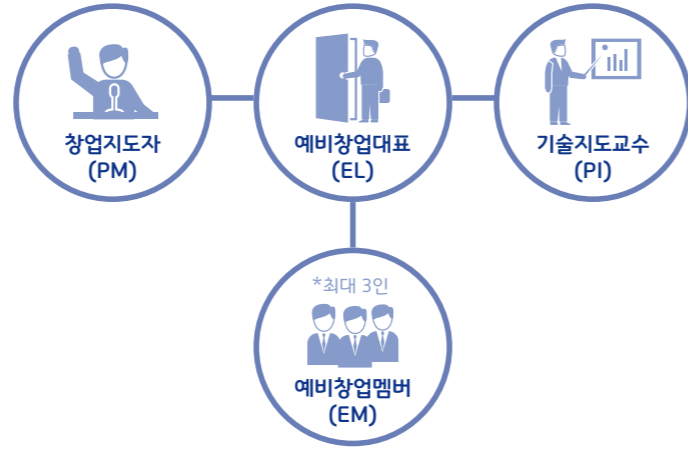 창업지도자
(PM)
예비창업대표
(EL)
기술지도교수
(PI)
*최대 3인
예비창업멤버
(EM)